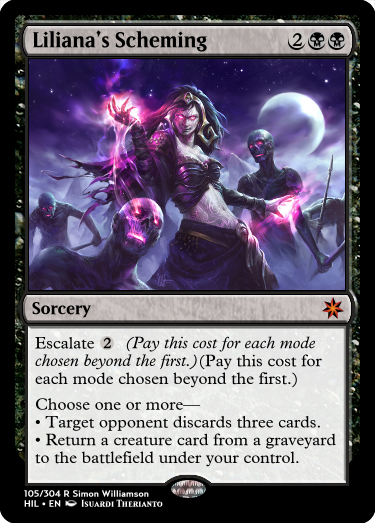 Liliana's Scheming 2
Sorcery
Escalate 2 (Pay this cost for each mode
chosen beyond the first.)(Pay this cost for
each mode chosen beyond the first.)
Choose one or more—
• Target opponent discards three cards.
• Return a creature card from a graveyard
to the battlefield under your control.
105/304 R Simon Williamson
HIL • EN Isuardi Therianto